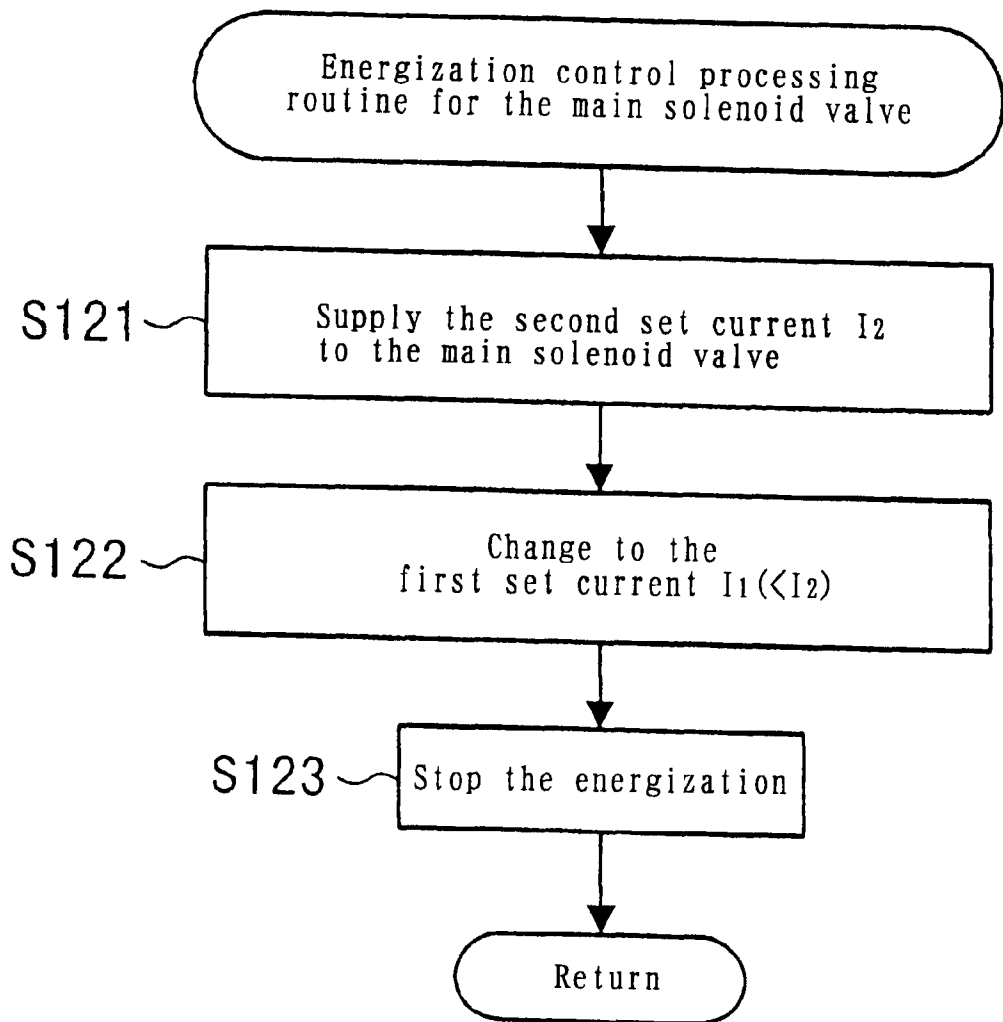 Energization control processing
routine for the main solenoid valve
S121
Supply the second set current I2
to the main solenoid valve
S122
Change to the
first set current I1(<I2)
S123
Stop the energization
Return